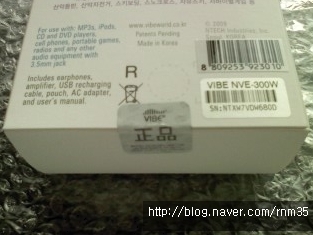 For use with: MP3s, iPods,
CD and DVD players,
cell phones, portable games,
radios and any other
audio equipment with
3.5mm jack
Includes earphones,
amplifier, USB recharging
cable, pouch, AC adapter,
and user's manual.
www.vibeworld.co.kr
Patents Pending
Made in Korea
R
VIBE
正品
8 809253 923010
VIBE NVE-300W
http://blog.naver.com/rnm35